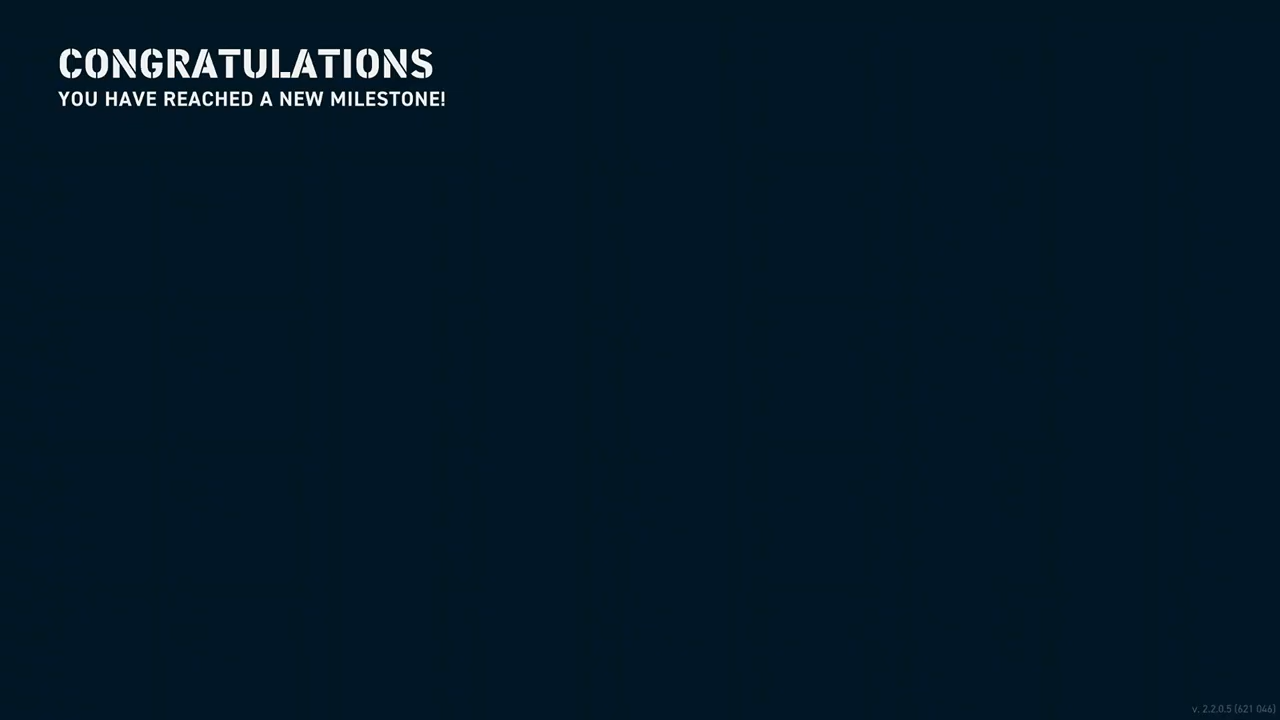 CONGRATULATIONS
YOU HAVE REACHED A NEW MILESTONE!
v. 2.2.0.5 (621 046)